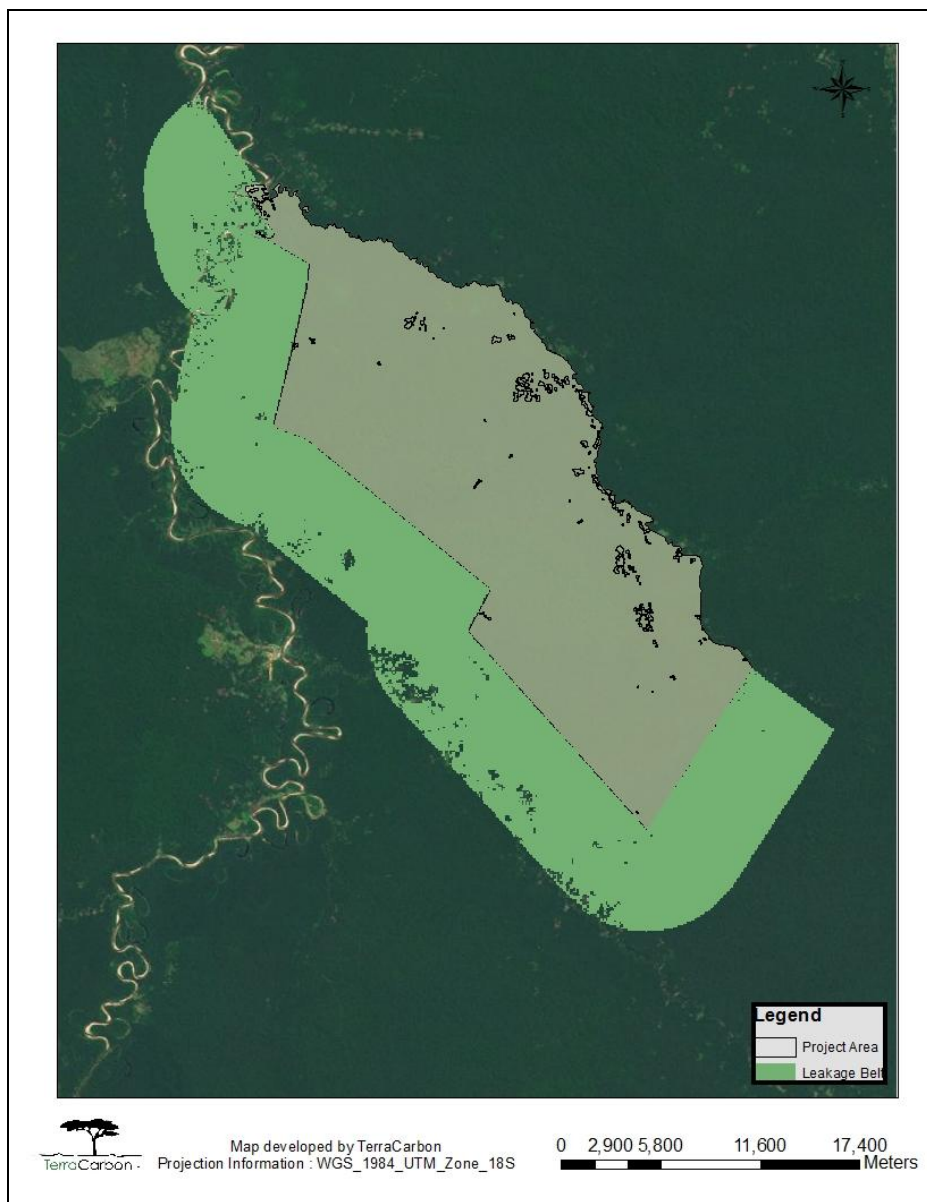 Legend
Project Area
Leakage Belt
TerraCarbon
Map developed by TerraCarbon
Projection Information : WGS_1984_UTM_Zone_18S
0 2,900 5,800 11,600 17,400
Meters